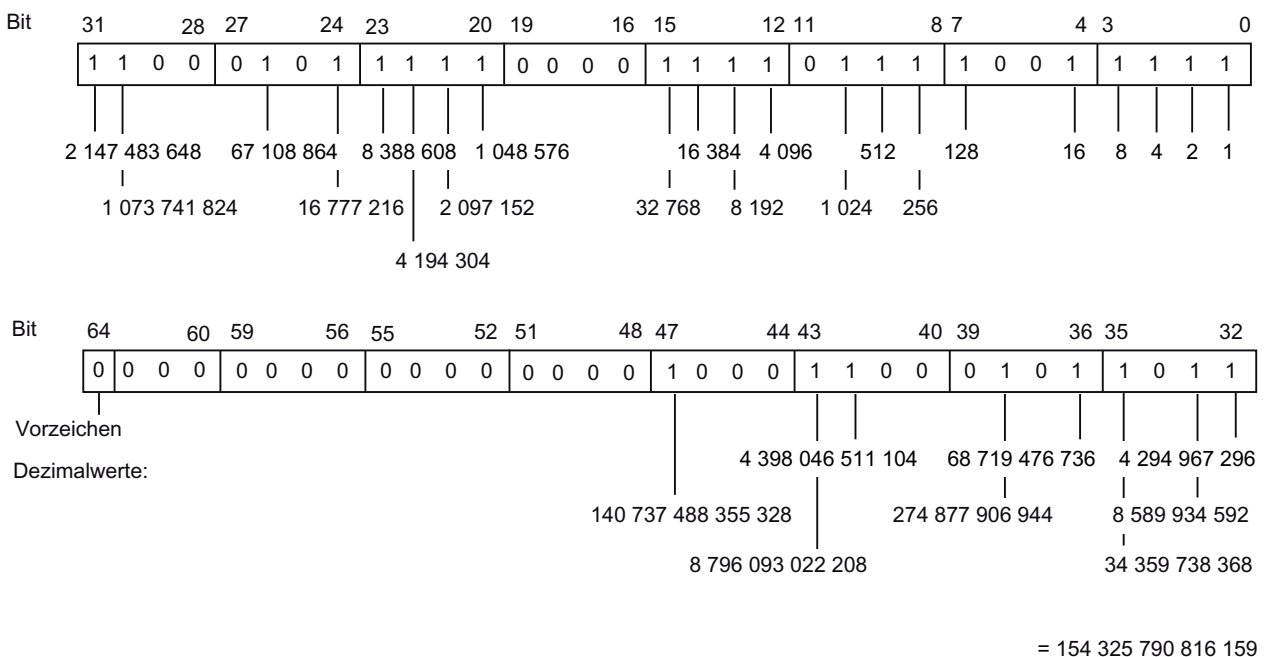 Bit 31 28 27 24 23 20 19 16 15 12 11 8 7 4 3 0
1 1 0 0 0 1 0 1 1 1 1 1 0 0 0 0 1 1 1 1 0 1 1 1 1 0 0 1 1 1 1 1
2 147 483 648 67 108 864 8 388 608 1 048 576 16 384 4 096 512 128 16 8 4 2 1
1 073 741 824 16 777 216 2 097 152 32 768 8 192 1 024 256
4 194 304
Bit 64 60 59 56 55 52 51 48 47 44 43 40 39 36 35 32
0 0 0 0 0 0 0 0 0 0 0 0 0 0 0 0 1 0 0 0 1 1 0 0 0 1 0 1 1 0 1 1
Vorzeichen
4 398 046 511 104 68 719 476 736 4 294 967 296
Dezimalwerte:
140 737 488 355 328 274 877 906 944 8 589 934 592
8 796 093 022 208 34 359 738 368
= 154 325 790 816 159